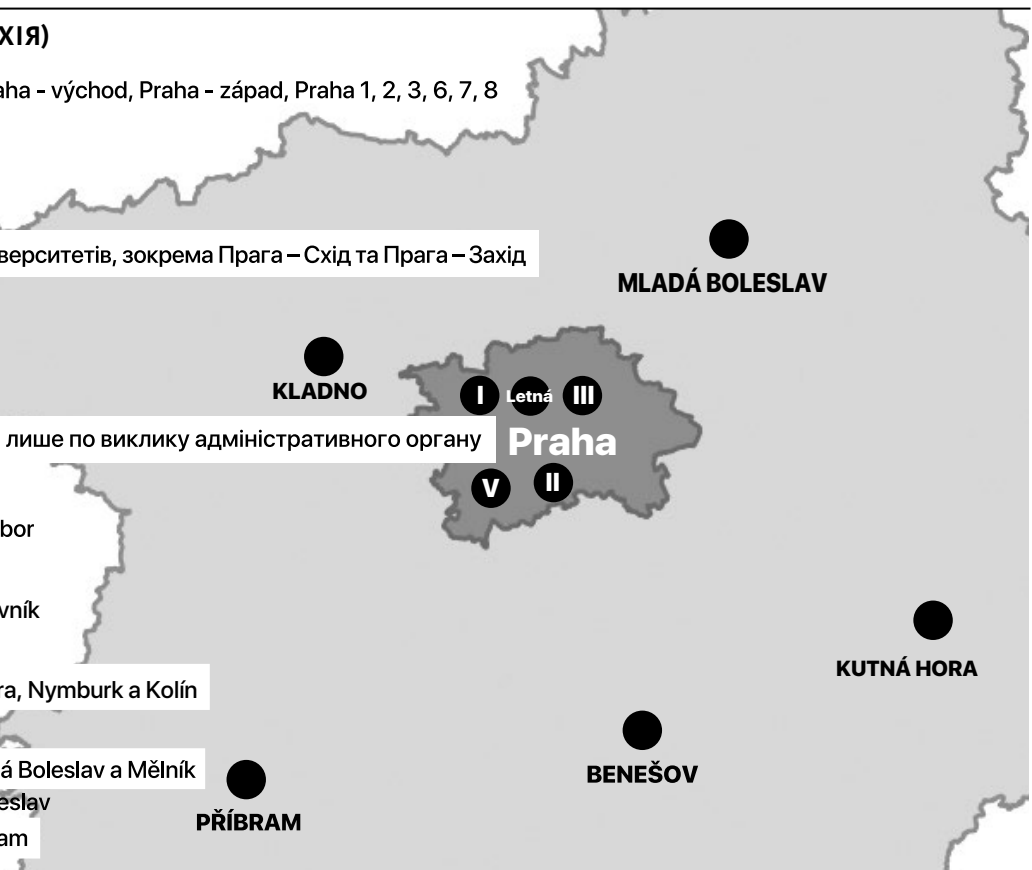 ХІЯ)
aha - východ, Praha - západ, Praha 1, 2, 3, 6, 7, 8
верситетів, зокрема Прага – Схід та Прага – Захід
MLADÁ BOLESLAV
KLADNO
I Letná III
лише по виклику адміністративного органу
Praha
V II
bor
vník
KUTNÁ HORA
ra, Nymburk a Kolín
á Boleslav a Mělník
BENEŠOV
eslav
PŘÍBRAM
am